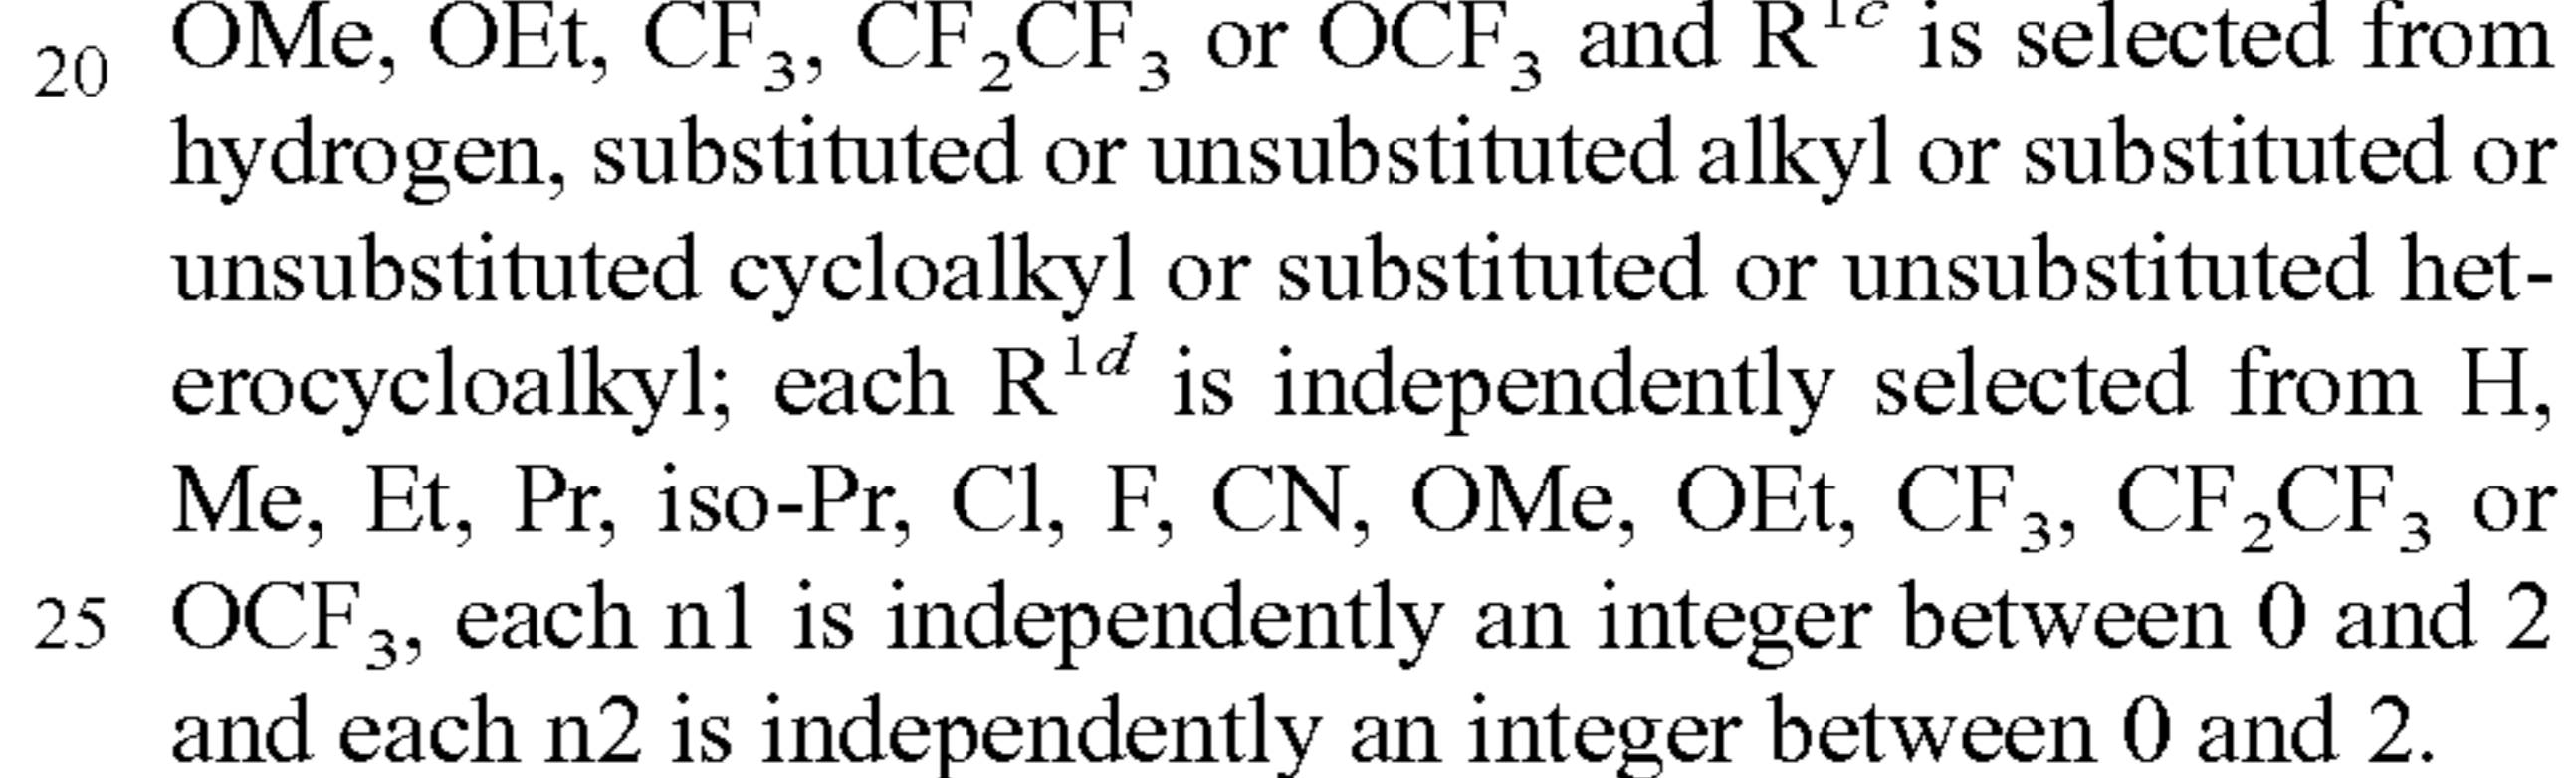 20 OMe, OEt, CF₃, CF₂CF₃ or OCF₃ and R¹ᶜ is selected from
hydrogen, substituted or unsubstituted alkyl or substituted or
unsubstituted cycloalkyl or substituted or unsubstituted het-
erocycloalkyl; each R¹ᵈ is independently selected from H,
Me, Et, Pr, iso-Pr, Cl, F, CN, OMe, OEt, CF₃, CF₂CF₃ or
25 OCF₃, each n1 is independently an integer between 0 and 2
and each n2 is independently an integer between 0 and 2.